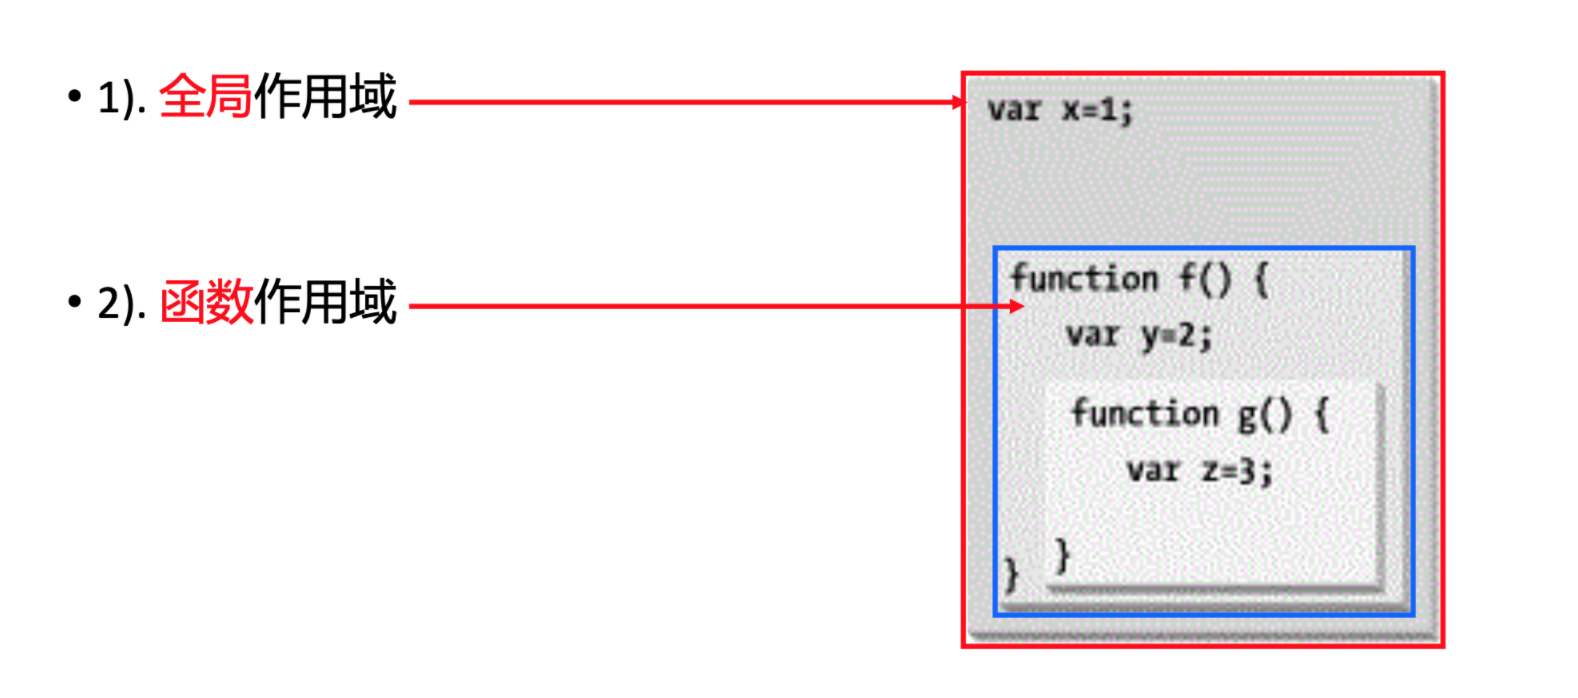 • 1). 全局作用域
var x=1;
• 2). 函数作用域
function f() {
var y=2;
function g() {
var z=3;
}
}